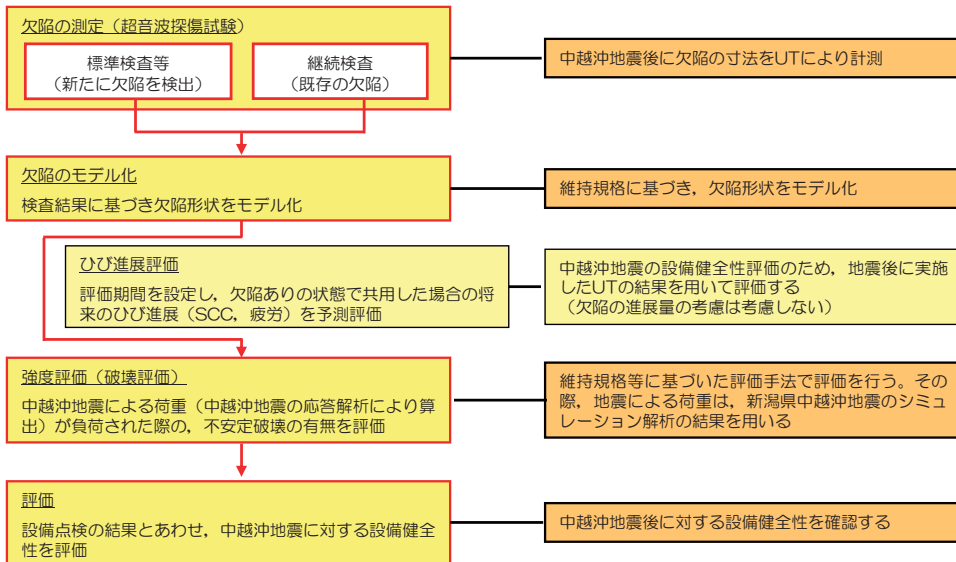 欠陥の測定（超音波探傷試験）
標準検査等
（新たに欠陥を検出）
継続検査
（既存の欠陥）
中越沖地震後に欠陥の寸法をUTにより計測
欠陥のモデル化
検査結果に基づき欠陥形状をモデル化
維持規格に基づき，欠陥形状をモデル化
ひび進展評価
評価期間を設定し，欠陥ありの状態で共用した場合の将
来のひび進展（SCC，疲労）を予測評価
中越沖地震の設備健全性評価のため，地震後に実施
したUTの結果を用いて評価する
（欠陥の進展量の考慮は考慮しない）
強度評価（破壊評価）
中越沖地震による荷重（中越沖地震の応答解析により算
出）が負荷された際の，不安定破壊の有無を評価
維持規格等に基づいた評価手法で評価を行う。その
際，地震による荷重は，新潟県中越沖地震のシミュ
レーション解析の結果を用いる
評価
設備点検の結果とあわせ，中越沖地震に対する設備健全
性を評価
中越沖地震後に対する設備健全性を確認する